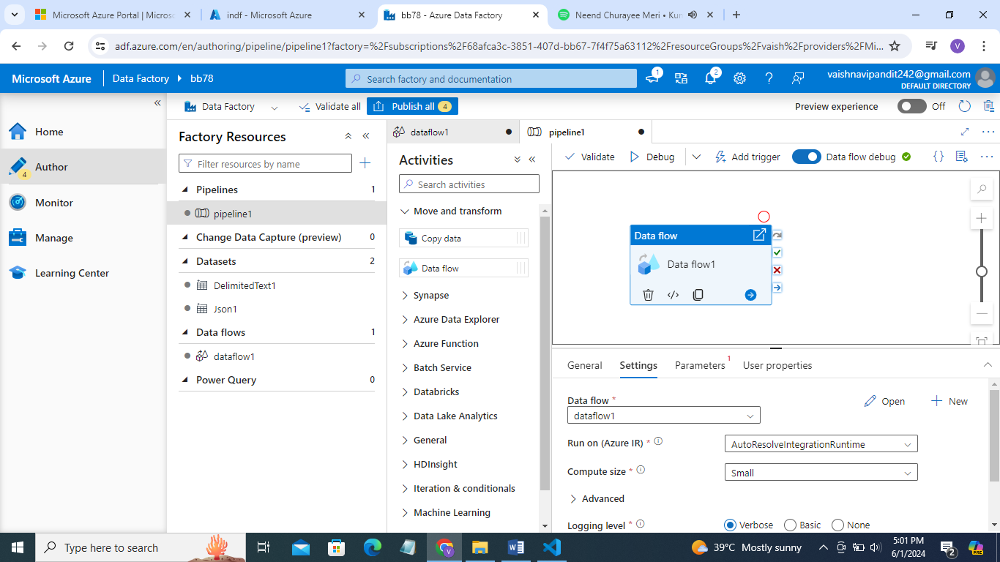 Microsoft Azure Portal | Micros
indf - Microsoft Azure
bb78 - Azure Data Factory
Neend Churayee Meri • Kun
adf.azure.com/en/authoring/pipeline/pipeline1?factory=%2Fsubscriptions%2F68afca3c-3851-407d-bb67-7f4f75a63112%2FresourceGroups%2Fvaish%2Fproviders%2FMi...
V
Microsoft Azure
Data Factory
bb78
Search factory and documentation
1
2
vaishnavipandit242@gmail.com
DEFAULT DIRECTORY
Home
Author
4
Monitor
Manage
Learning Center
Data Factory
Validate all
Publish all 4
Preview experience
Off
Factory Resources
Filter resources by name
Pipelines 1
pipeline1
Change Data Capture (preview) 0
Datasets 2
DelimitedText1
Json1
Data flows 1
dataflow1
Power Query 0
dataflow1
pipeline1
Activities
Search activities
Move and transform
Copy data
Data flow
Synapse
Azure Data Explorer
Azure Function
Batch Service
Databricks
Data Lake Analytics
General
HDInsight
Iteration & conditionals
Machine Learning
Validate
Debug
Add trigger
Data flow debug
Data flow
Data flow1
General
Settings
Parameters 1
User properties
Data flow *
dataflow1
Open
New
Run on (Azure IR) *
AutoResolveIntegrationRuntime
Compute size *
Small
Advanced
Logging level *
Verbose
Basic
None
Type here to search
39°C Mostly sunny
5:01 PM
6/1/2024
2
PRE